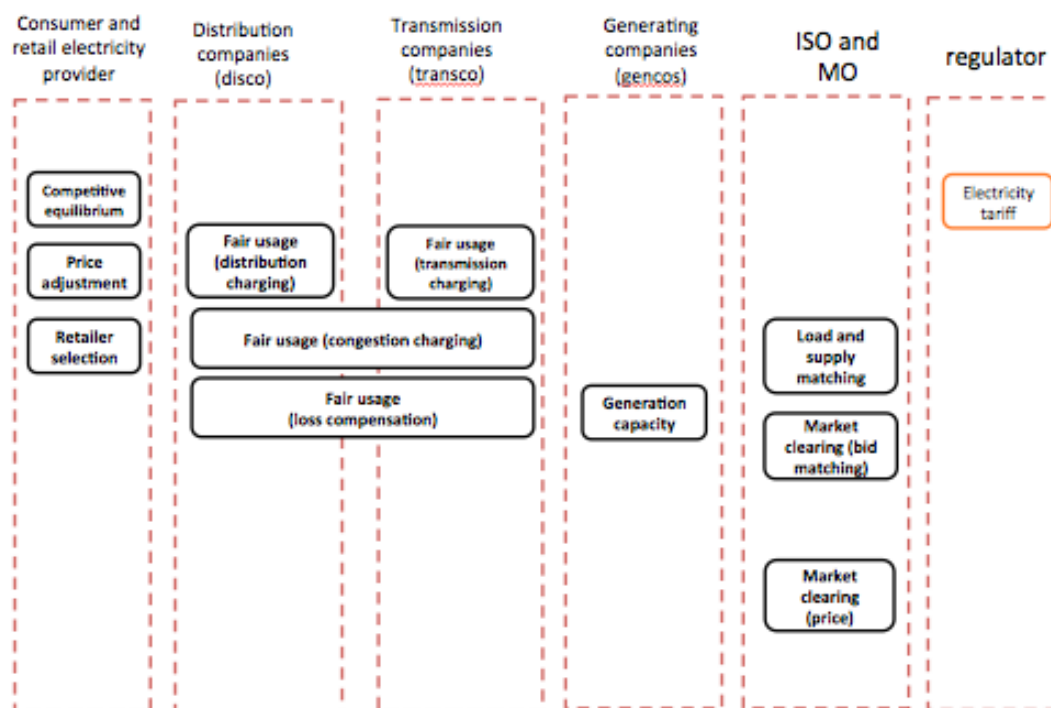 Consumer and
retail electricity
provider
Distribution
companies
(disco)
Transmission
companies
(transco)
Generating
companies
(gencos)
ISO and
MO
regulator
Competitive
equilibrium
Price
adjustment
Retailer
selection
Fair usage
(distribution
charging)
Fair usage
(transmission
charging)
Fair usage (congestion charging)
Fair usage
(loss compensation)
Generation
capacity
Load and
supply
matching
Market
clearing (bid
matching)
Market
clearing
(price)
Electricity
tariff